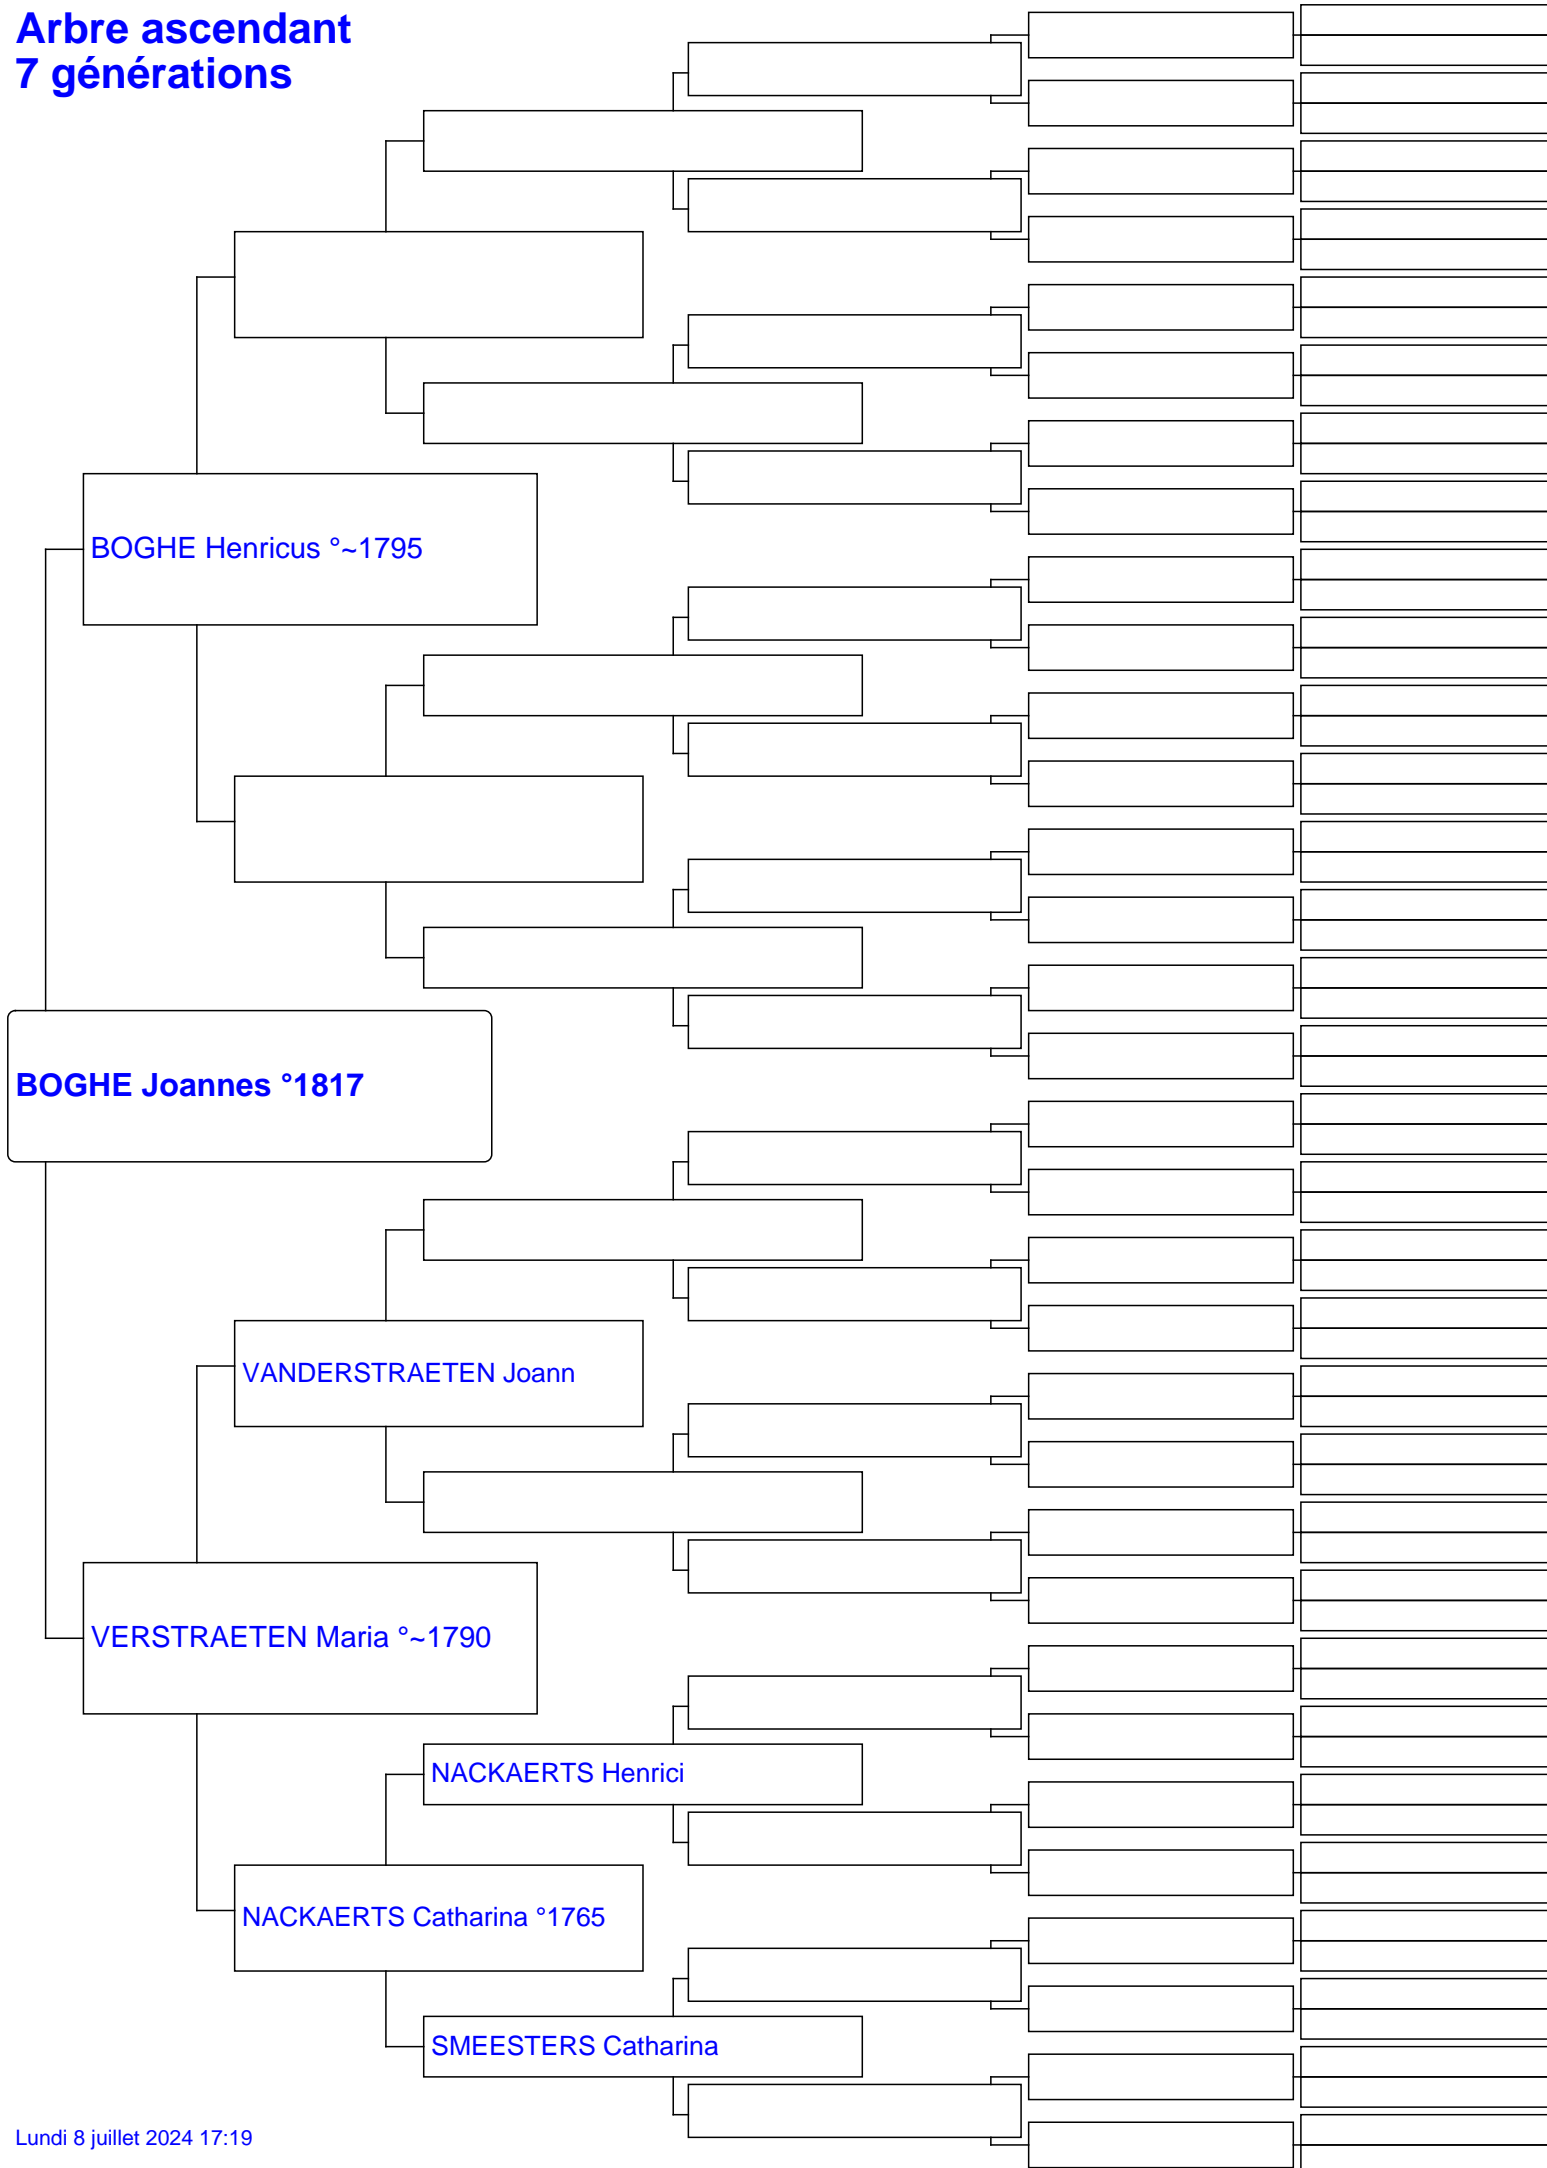 Arbre ascendant
7 générations
BOGHE Henricus °~1795
BOGHE Joannes °1817
VANDERSTRAETEN Joann
VERSTRAETEN Maria °~1790
NACKAERTS Henrici
NACKAERTS Catharina °1765
SMEESTERS Catharina
Lundi 8 juillet 2024 17:19